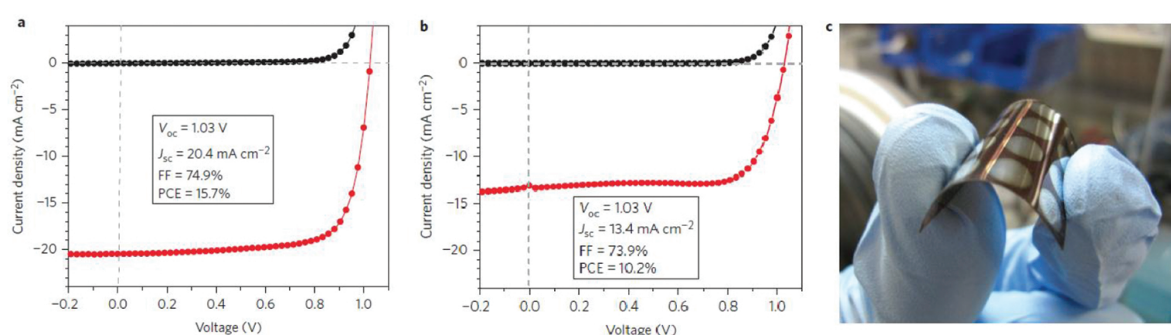 a
Current density (mA cm−2)
0
−5
−10
−15
−20
Voc = 1.03 V
Jsc = 20.4 mA cm−2
FF = 74.9%
PCE = 15.7%
−0.2 0.0 0.2 0.4 0.6 0.8 1.0
Voltage (V)
b
Current density (mA cm−2)
0
−5
−10
−15
−20
Voc = 1.03 V
Jsc = 13.4 mA cm−2
FF = 73.9%
PCE = 10.2%
−0.2 0.0 0.2 0.4 0.6 0.8 1.0
Voltage (V)
c